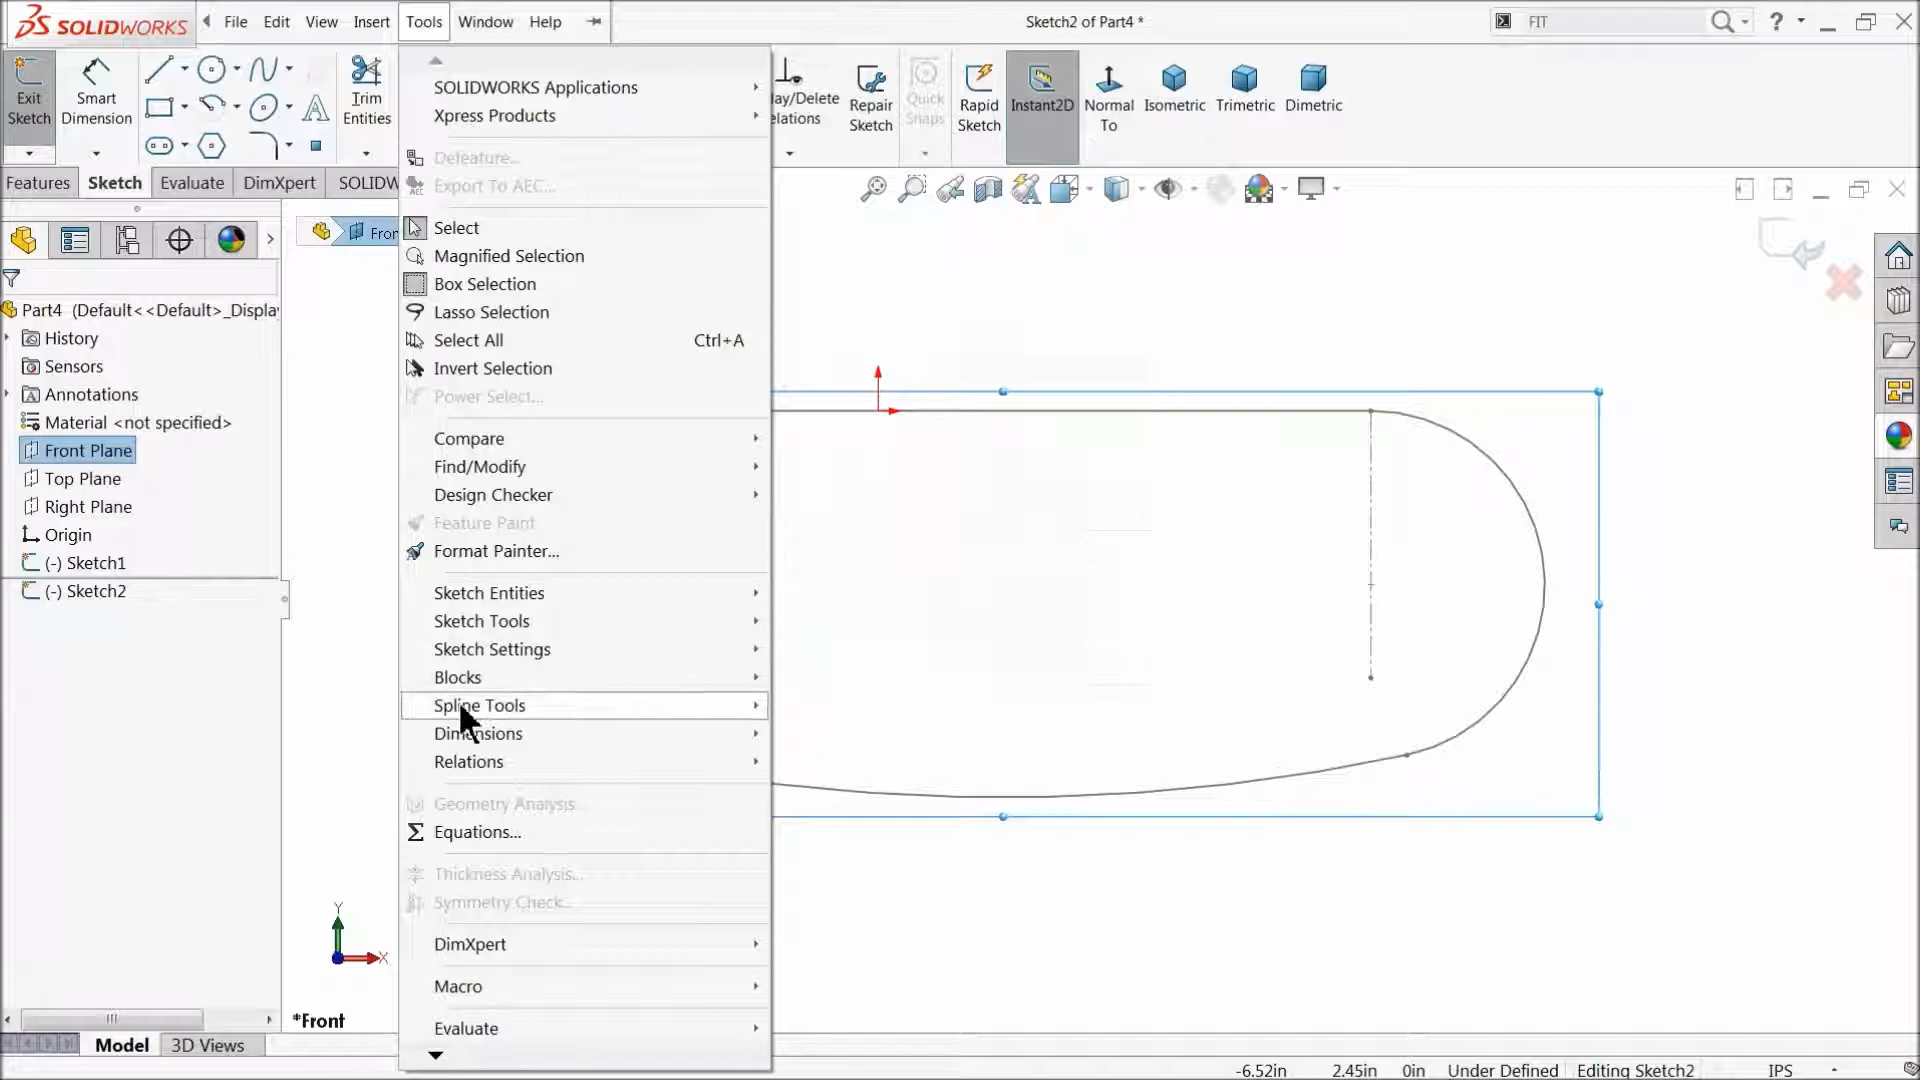 SOLIDWORKS
File Edit View Insert Tools Window Help
Sketch2 of Part4 *
FIT
Exit Sketch
Smart Dimension
Trim Entities
lay/Delete elations
Repair Sketch
Quick Snaps
Rapid Sketch
Instant2D
Normal To
Isometric
Trimetric
Dimetric
Features Sketch Evaluate DimXpert SOLIDW
SOLIDWORKS Applications
Xpress Products
Defeature...
Export To AEC...
Select
Magnified Selection
Box Selection
Lasso Selection
Select All Ctrl+A
Invert Selection
Power Select...
Compare
Find/Modify
Design Checker
Feature Paint
Format Painter...
Sketch Entities
Sketch Tools
Sketch Settings
Blocks
Spline Tools
Dimensions
Relations
Geometry Analysis...
Equations...
Thickness Analysis...
Symmetry Check...
DimXpert
Macro
Evaluate
Fron
Part4 (Default<<Default>_Displa
History
Sensors
Annotations
Material <not specified>
Front Plane
Top Plane
Right Plane
Origin
(-) Sketch1
(-) Sketch2
Y
X
*Front
Model 3D Views
-6.52in 2.45in 0in Under Defined Editing Sketch2 IPS